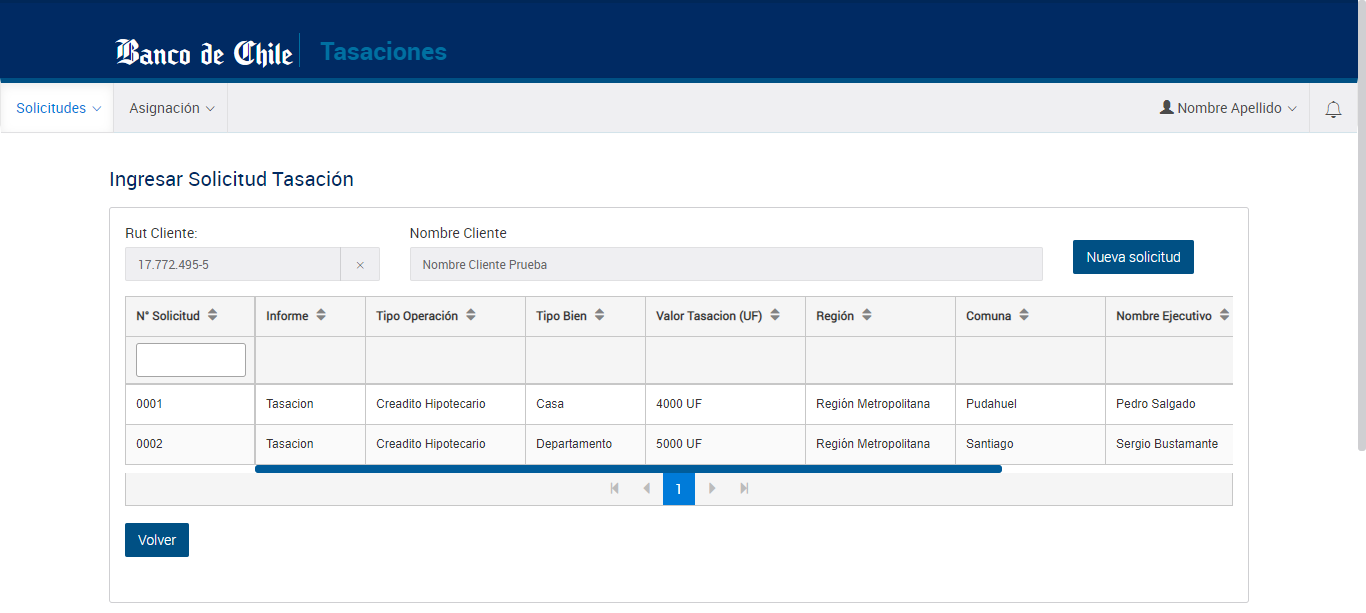 Banco de Chile Tasaciones
Solicitudes Asignación Nombre Apellido
Ingresar Solicitud Tasación
Rut Cliente: Nombre Cliente
17.772.495-5 × Nombre Cliente Prueba Nueva solicitud
N° Solicitud Informe Tipo Operación Tipo Bien Valor Tasacion (UF) Región Comuna Nombre Ejecutivo
0001 Tasacion Creadito Hipotecario Casa 4000 UF Región Metropolitana Pudahuel Pedro Salgado
0002 Tasacion Creadito Hipotecario Departamento 5000 UF Región Metropolitana Santiago Sergio Bustamante
1
Volver